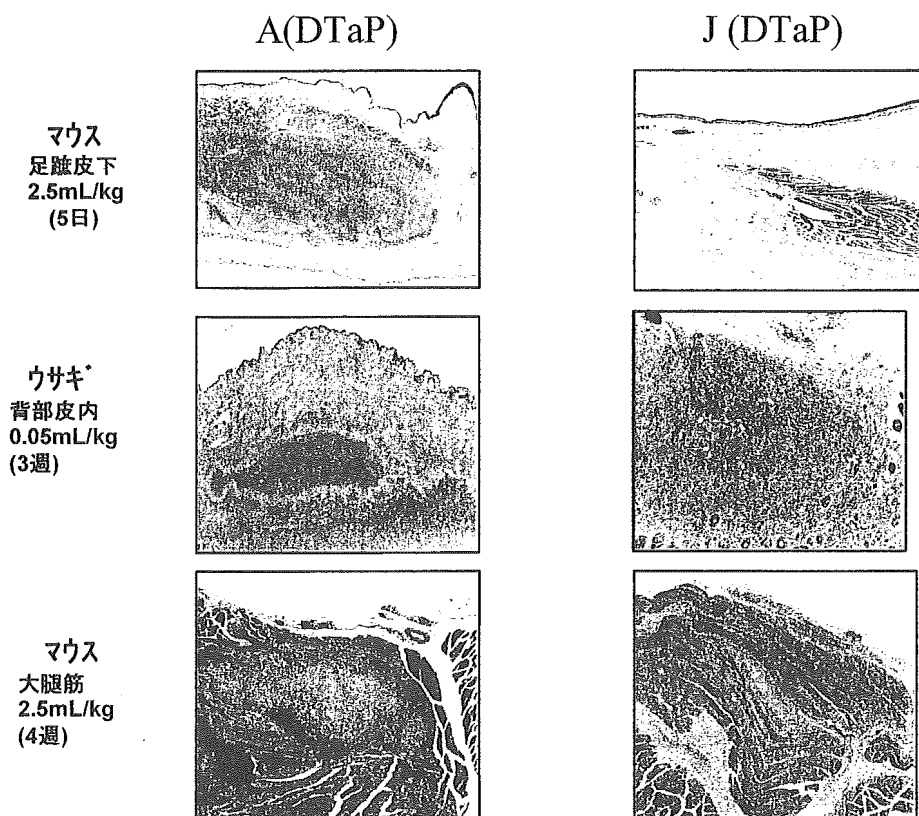 A(DTaP)
J (DTaP)
マウス
足蹠皮下
2.5mL/kg
(5日)
ウサギ
背部皮内
0.05mL/kg
(3週)
マウス
大腿筋
2.5mL/kg
(4週)